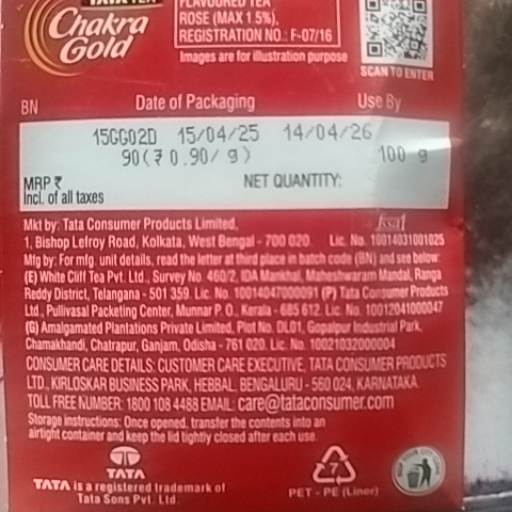 TATA TEA
Chakra
Gold
FLAVOURED TEA
ROSE (MAX 1.5%).
REGISTRATION NO.: F-07/16
Images are for illustration purpose
SCAN TO ENTER
BN Date of Packaging Use By
15GG02D 15/04/25 14/04/26
90(₹ 0.90/ g) 100 g
MRP ₹ NET QUANTITY:
Incl. of all taxes
Mkt by: Tata Consumer Products Limited, fssai
1, Bishop Lefroy Road, Kolkata, West Bengal - 700 020. Lic. No. 10014031001025
Mfg by: For mfg. unit details, read the letter at third place in batch code (BN) and see below:
(E) White Cliff Tea Pvt. Ltd., Survey No. 460/2, IDA Mankhal, Maheshwaram Mandal, Ranga
Reddy District, Telangana - 501 359. Lic. No. 10014047000091 (P) Tata Consumer Products
Ltd., Pullivasal Packeting Center, Munnar P. O., Kerala - 685 612. Lic. No. 10012041000047
(G) Amalgamated Plantations Private Limited, Plot No. DL01, Gopalpur Industrial Park,
Chamakhandi, Chatrapur, Ganjam, Odisha - 761 020. Lic. No. 10021032000004
CONSUMER CARE DETAILS: CUSTOMER CARE EXECUTIVE, TATA CONSUMER PRODUCTS
LTD., KIRLOSKAR BUSINESS PARK, HEBBAL, BENGALURU - 560 024, KARNATAKA.
TOLL FREE NUMBER: 1800 108 4488 EMAIL: care@tataconsumer.com
Storage instructions: Once opened, transfer the contents into an
airtight container and keep the lid tightly closed after each use.
TATA
TATA is a registered trademark of
Tata Sons Pvt. Ltd.
7
PET - PE (Liner)